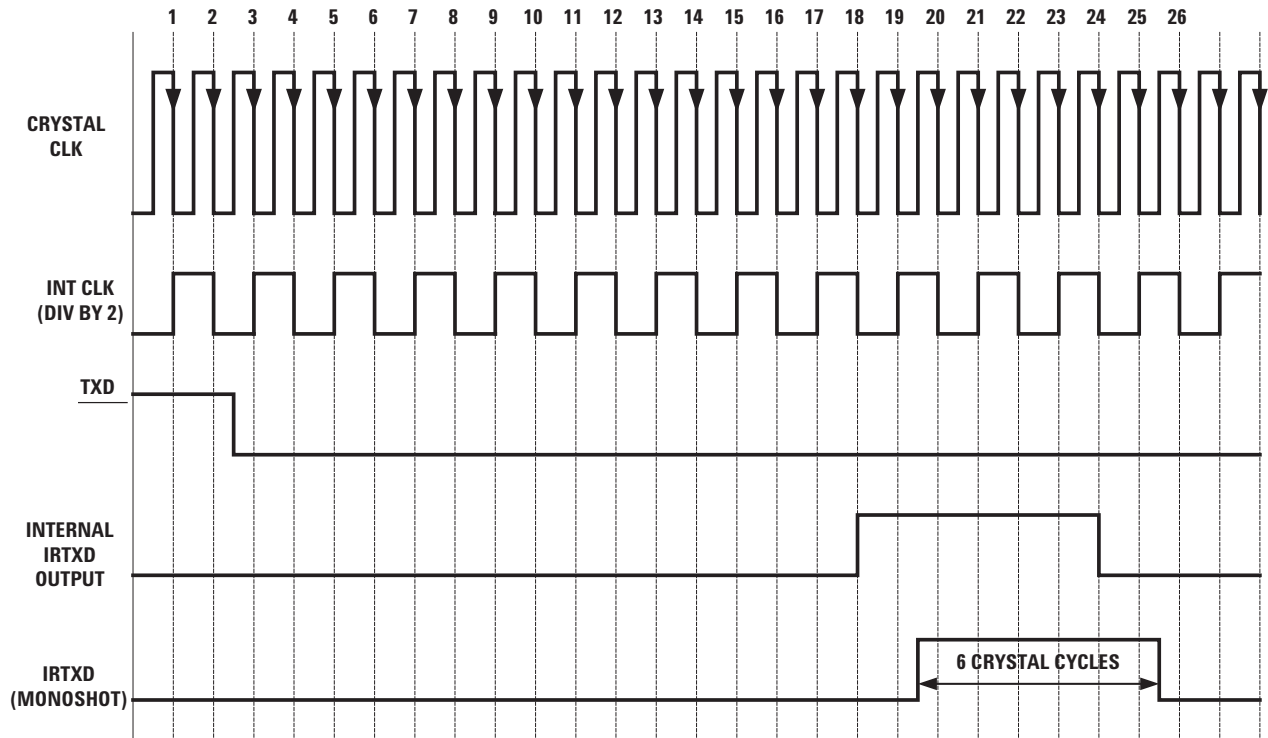 1 2 3 4 5 6 7 8 9 10 11 12 13 14 15 16 17 18 19 20 21 22 23 24 25 26
CRYSTAL
CLK
INT CLK
(DIV BY 2)
TXD
INTERNAL
IRTXD
OUTPUT
6 CRYSTAL CYCLES
IRTXD
(MONOSHOT)